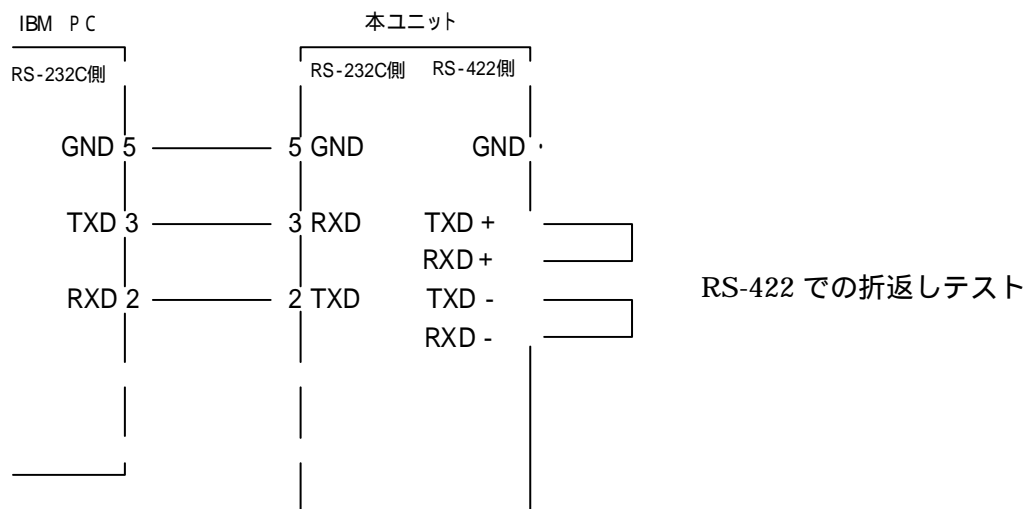 IBM PC 本ユニット
RS-232C側 RS-232C側 RS-422側
GND 5 5 GND GND
TXD 3 3 RXD TXD +
RXD +
RS-422 での折返しテスト
RXD 2 2 TXD TXD -
RXD -